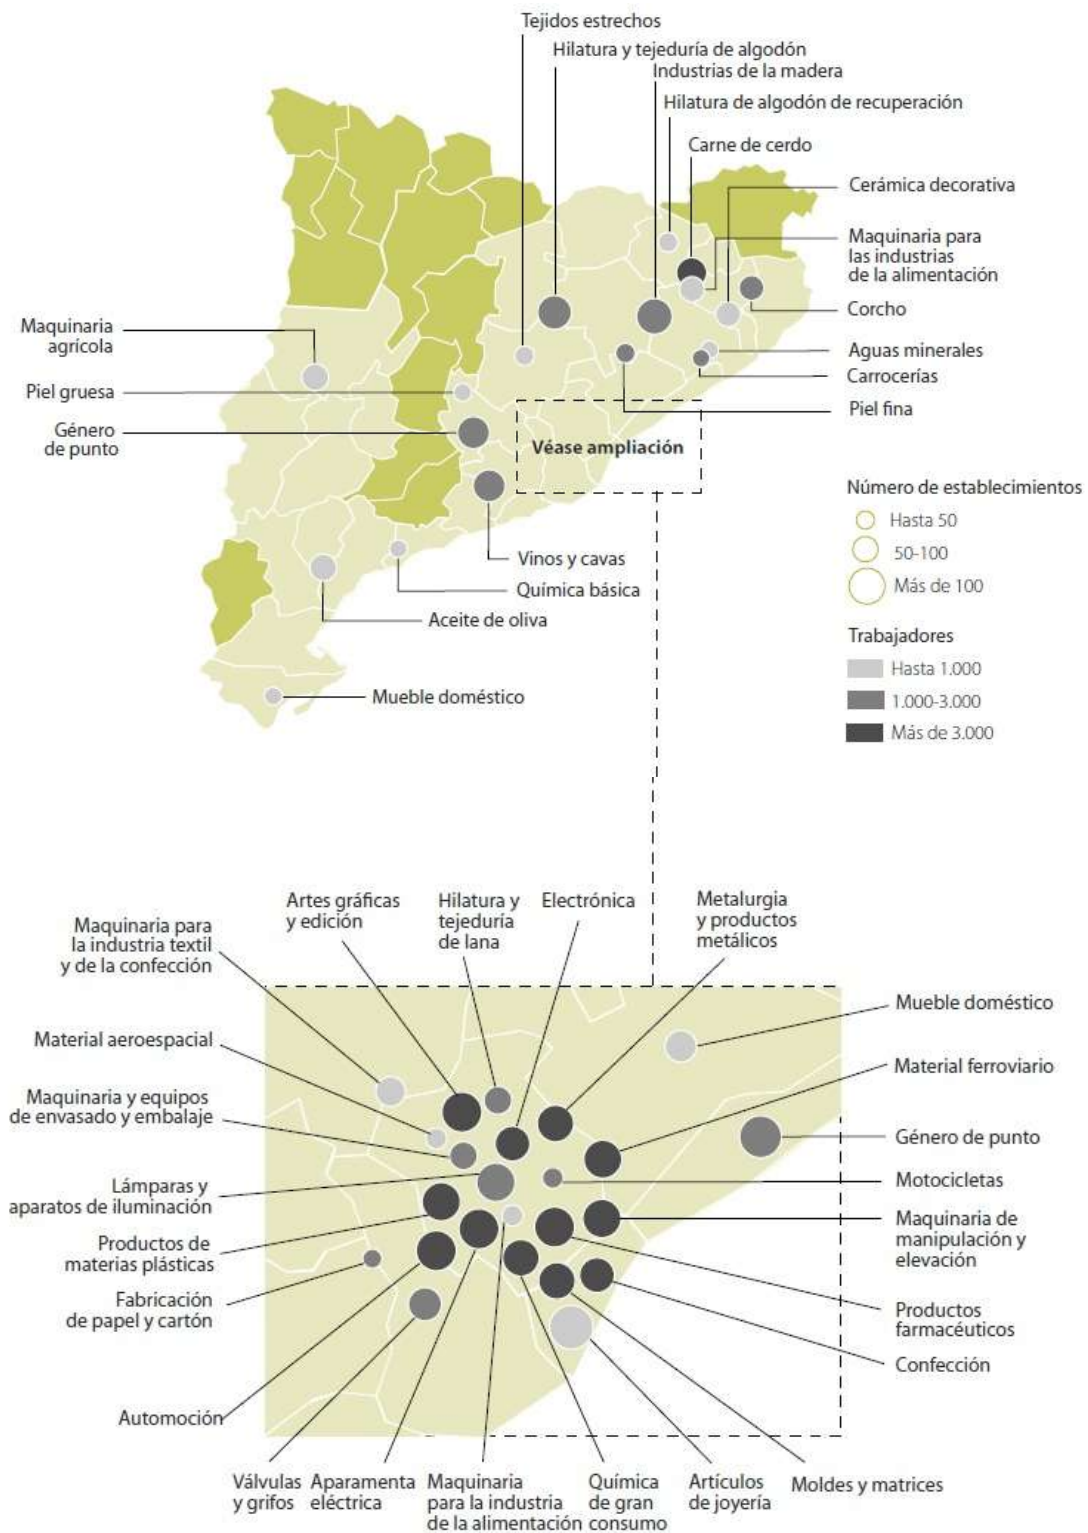 Tejidos estrechos
Hilatura y tejeduría de algodón
Industrias de la madera
Hilatura de algodón de recuperación
Carne de cerdo
Cerámica decorativa
Maquinaria para
las industrias
de la alimentación
Corcho
Aguas minerales
Carrocerías
Piel fina
Maquinaria
agrícola
Piel gruesa
Género
de punto
Véase ampliación
Vinos y cavas
Química básica
Aceite de oliva
Mueble doméstico
Número de establecimientos
Hasta 50
50-100
Más de 100
Trabajadores
Hasta 1.000
1.000-3.000
Más de 3.000
Maquinaria para
la industria textil
y de la confección
Artes gráficas
y edición
Hilatura y
tejeduría
de lana
Electrónica
Metalurgia
y productos
metálicos
Mueble doméstico
Material ferroviario
Género de punto
Motocicletas
Maquinaria de
manipulación y
elevación
Productos
farmacéuticos
Confección
Material aeroespacial
Maquinaria y equipos
de envasado y embalaje
Lámparas y
aparatos de iluminación
Productos de
materias plásticas
Fabricación
de papel y cartón
Automoción
Válvulas
y grifos
Aparamenta
eléctrica
Maquinaria
para la industria
de la alimentación
Química
de gran
consumo
Artículos
de joyería
Moldes y matrices